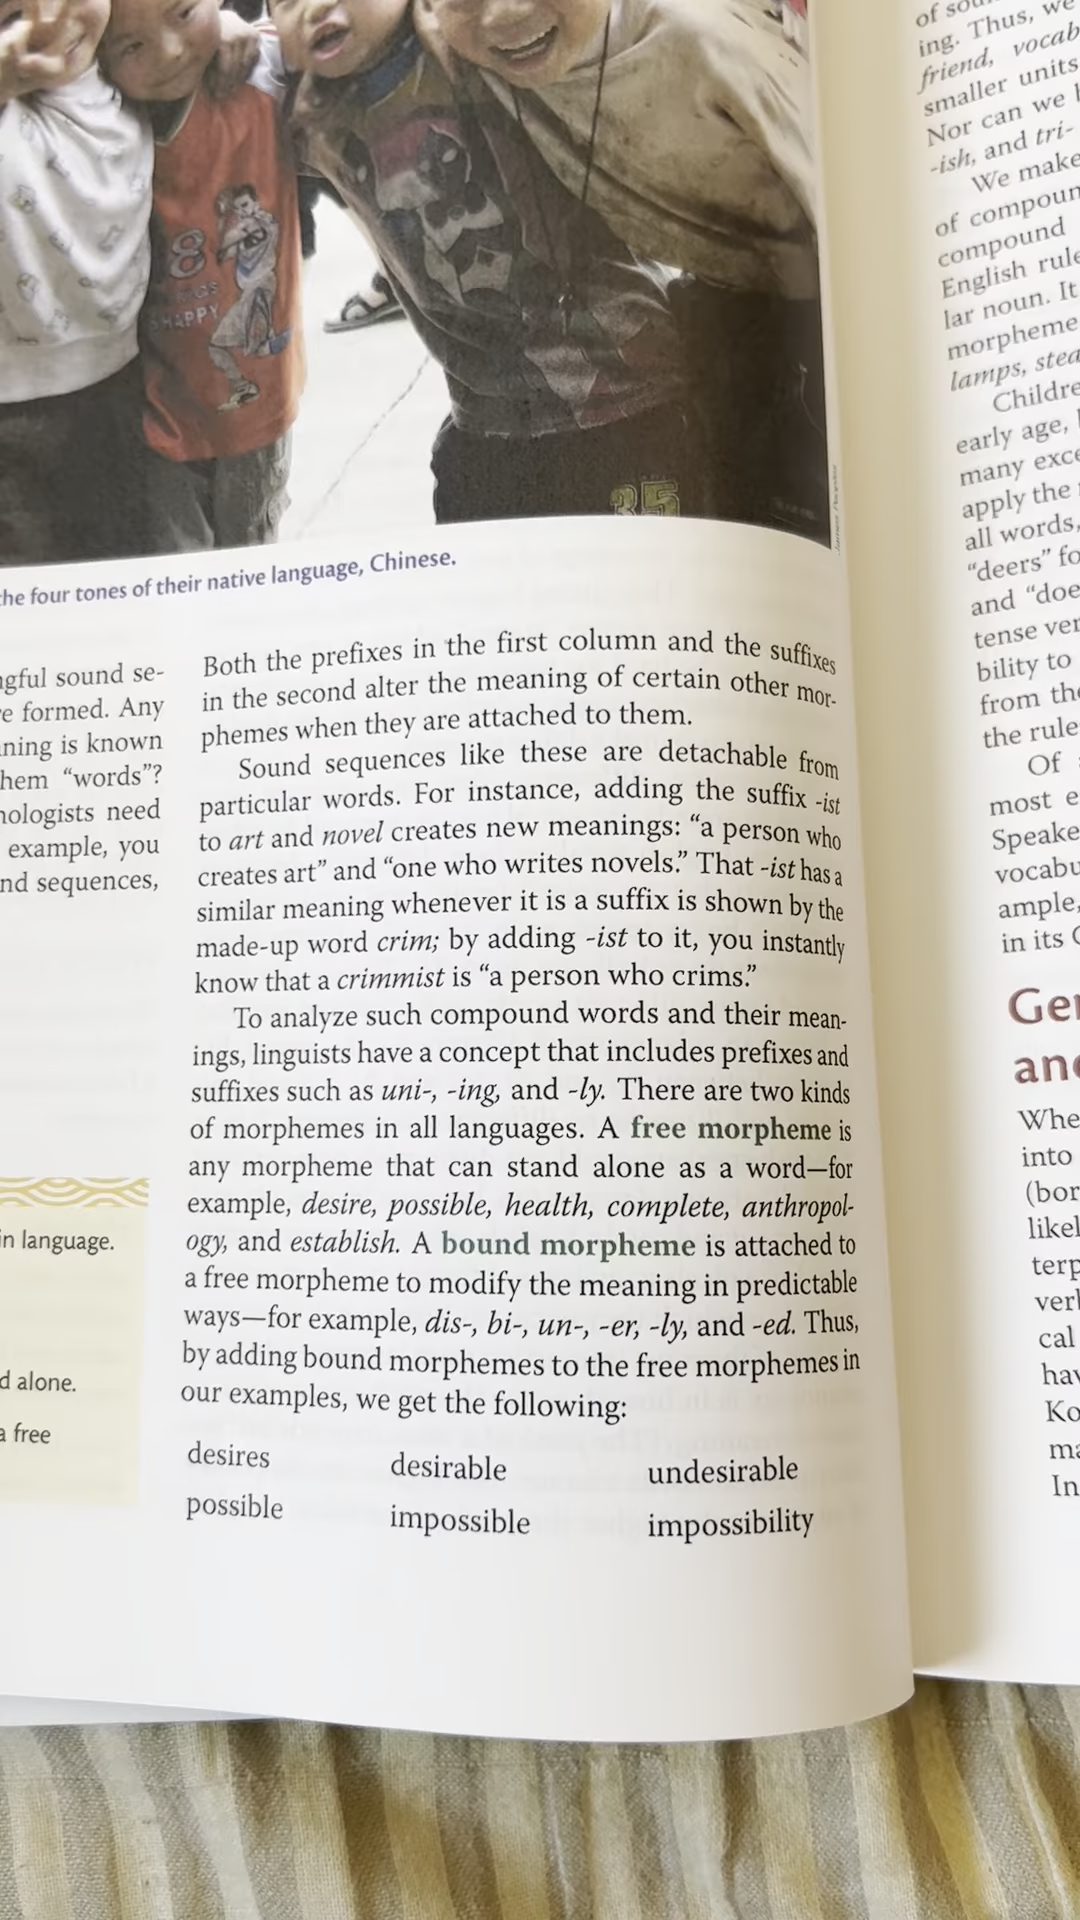 8
HAPPY
35
he four tones of their native language, Chinese.
gful sound se-
e formed. Any
ning is known
hem “words”?
ologists need
example, you
nd sequences,
in language.
d alone.
a free
Both the prefixes in the first column and the suffixes
in the second alter the meaning of certain other mor-
phemes when they are attached to them.
Sound sequences like these are detachable from
particular words. For instance, adding the suffix -ist
to art and novel creates new meanings: “a person who
creates art” and “one who writes novels.” That -ist has a
similar meaning whenever it is a suffix is shown by the
made-up word crim; by adding -ist to it, you instantly
know that a crimmist is “a person who crims.”
To analyze such compound words and their mean-
ings, linguists have a concept that includes prefixes and
suffixes such as uni-, -ing, and -ly. There are two kinds
of morphemes in all languages. A free morpheme is
any morpheme that can stand alone as a word—for
example, desire, possible, health, complete, anthropol-
ogy, and establish. A bound morpheme is attached to
a free morpheme to modify the meaning in predictable
ways—for example, dis-, bi-, un-, -er, -ly, and -ed. Thus,
by adding bound morphemes to the free morphemes in
our examples, we get the following:
desires desirable undesirable
possible impossible impossibility
of sou
ing. Thus, we
friend, vocab
smaller units
Nor can we
-ish, and tri-
We make
of compoun
compound
English rule
lar noun. It
morpheme
lamps, stea
Childre
early age,
many exce
apply the
all words,
“deers” fo
and “doe
tense ver
bility to
from the
the rule
Of
most e
Speake
vocabu
ample,
in its
Ge
an
Whe
into
(bor
likel
terp
verl
cal
hav
Ko
ma
In